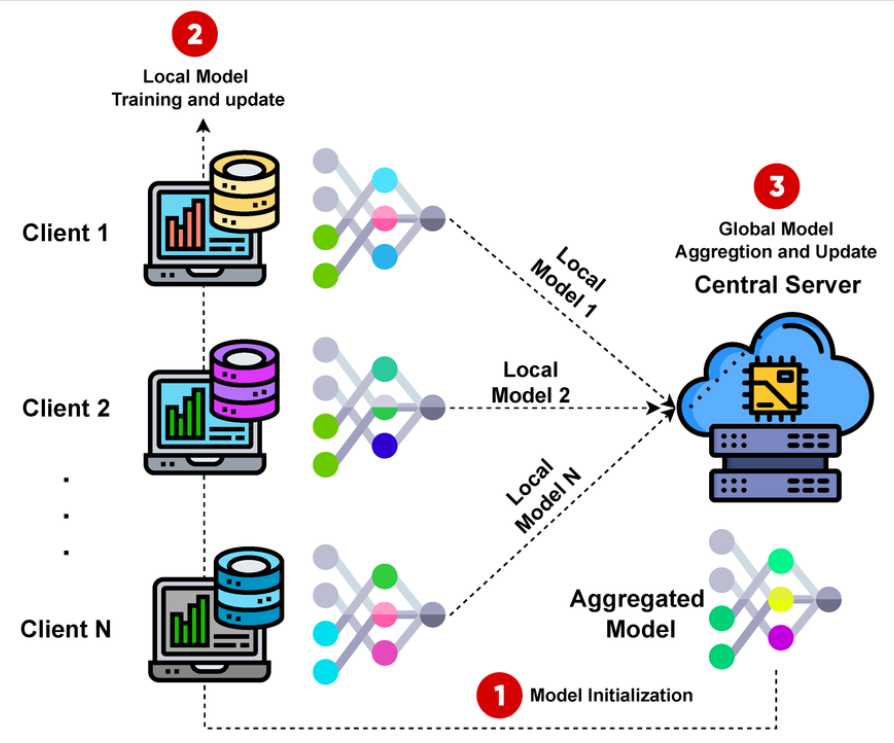 2
Local Model
Training and update
Client 1
Local
Model 1
3
Global Model
Aggregtion and Update
Central Server
Client 2
Local
Model 2
Local
Model N
Client N
Aggregated
Model
1
Model Initialization